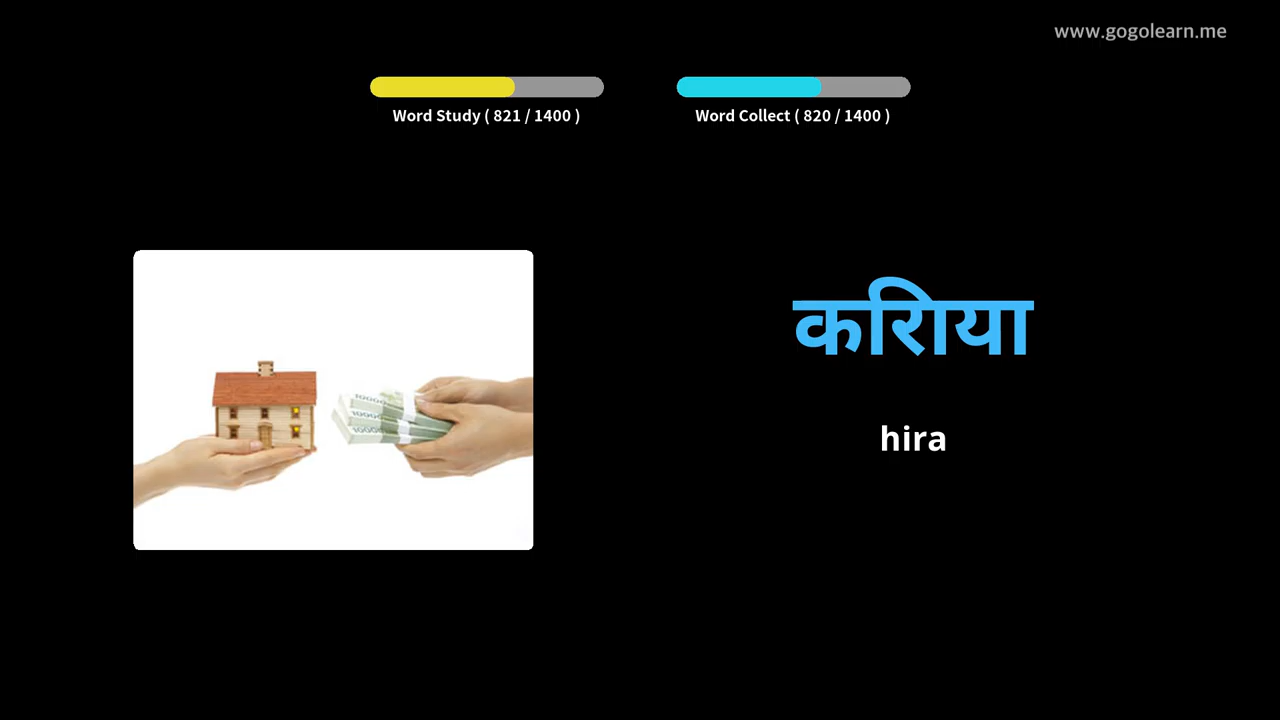 www.gogolearn.me
Word Study ( 821 / 1400 )
Word Collect ( 820 / 1400 )
करिाया
hira